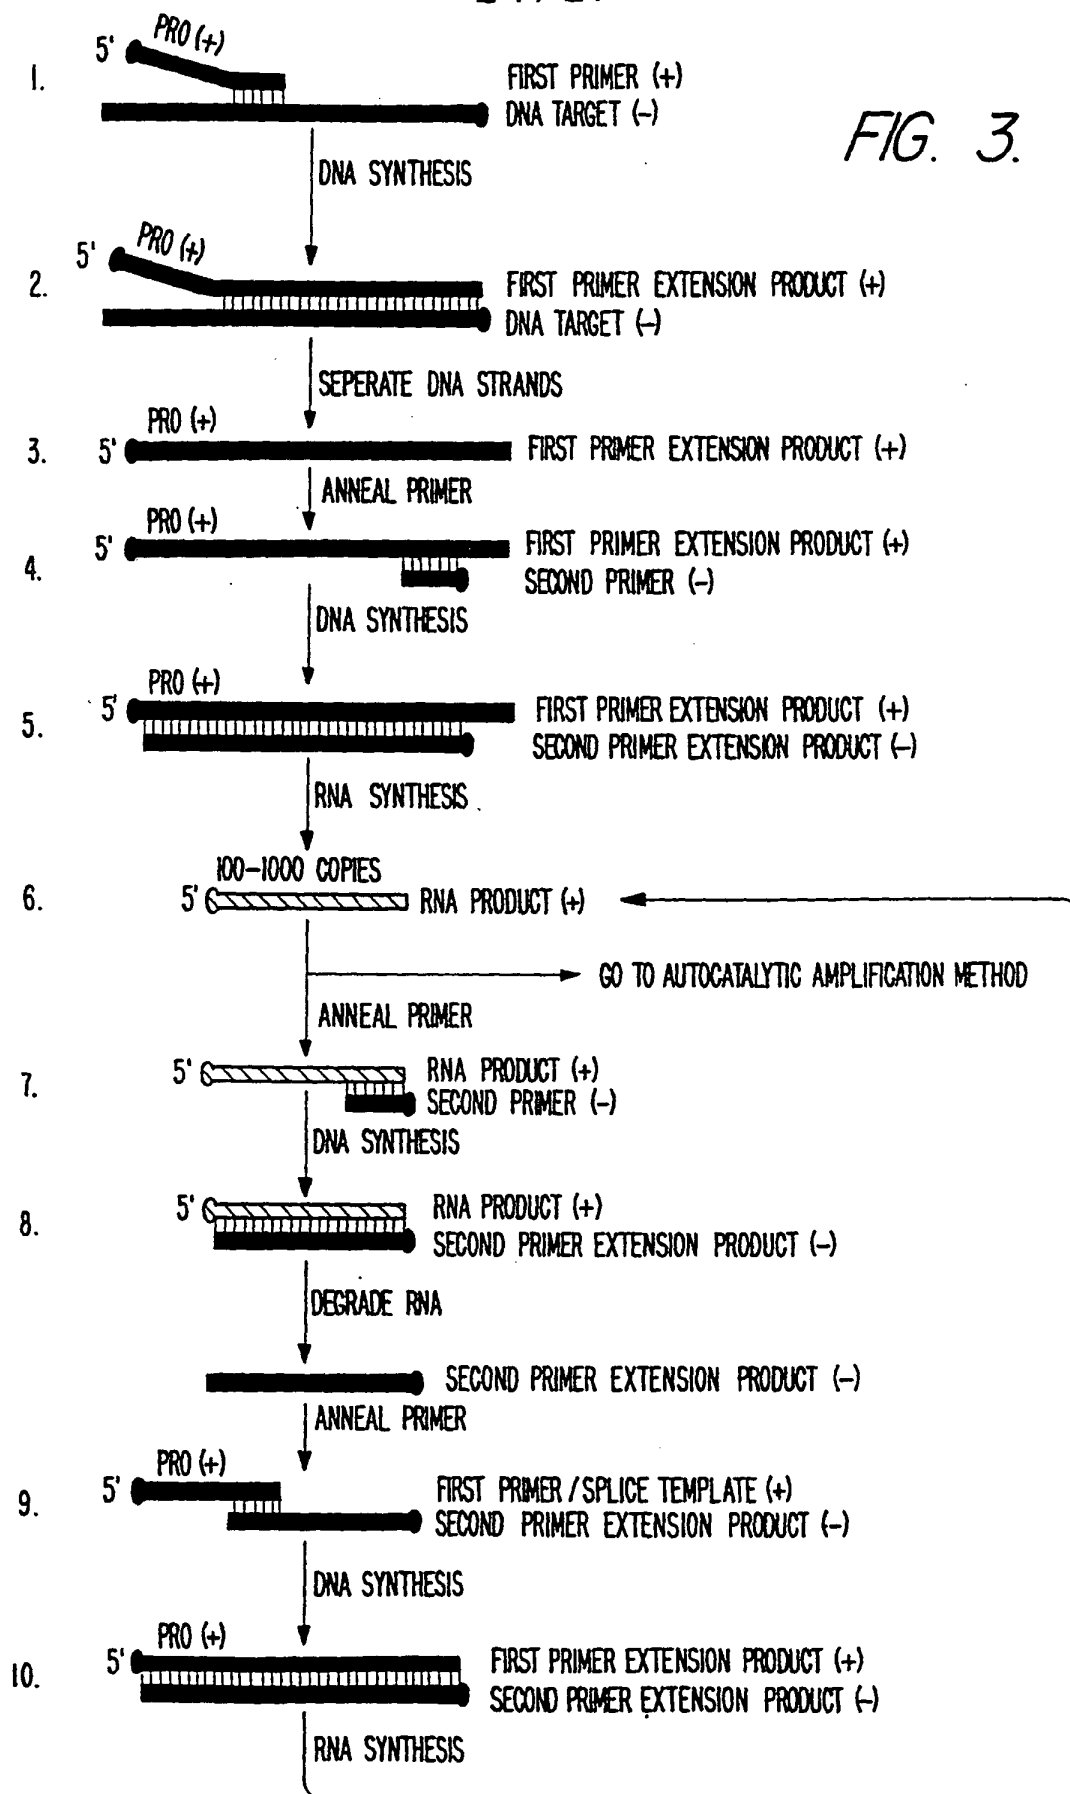 FIG. 3.
1.
5'
PRO (+)
FIRST PRIMER (+)
DNA TARGET (-)
DNA SYNTHESIS
2.
5'
PRO (+)
FIRST PRIMER EXTENSION PRODUCT (+)
DNA TARGET (-)
SEPERATE DNA STRANDS
3.
5'
PRO (+)
FIRST PRIMER EXTENSION PRODUCT (+)
ANNEAL PRIMER
4.
5'
PRO (+)
FIRST PRIMER EXTENSION PRODUCT (+)
SECOND PRIMER (-)
DNA SYNTHESIS
5.
5'
PRO (+)
FIRST PRIMER EXTENSION PRODUCT (+)
SECOND PRIMER EXTENSION PRODUCT (-)
RNA SYNTHESIS
6.
100-1000 COPIES
5'
RNA PRODUCT (+)
GO TO AUTOCATALYTIC AMPLIFICATION METHOD
ANNEAL PRIMER
7.
5'
RNA PRODUCT (+)
SECOND PRIMER (-)
DNA SYNTHESIS
8.
5'
RNA PRODUCT (+)
SECOND PRIMER EXTENSION PRODUCT (-)
DEGRADE RNA
SECOND PRIMER EXTENSION PRODUCT (-)
ANNEAL PRIMER
9.
5'
PRO (+)
FIRST PRIMER / SPLICE TEMPLATE (+)
SECOND PRIMER EXTENSION PRODUCT (-)
DNA SYNTHESIS
10.
5'
PRO (+)
FIRST PRIMER EXTENSION PRODUCT (+)
SECOND PRIMER EXTENSION PRODUCT (-)
RNA SYNTHESIS